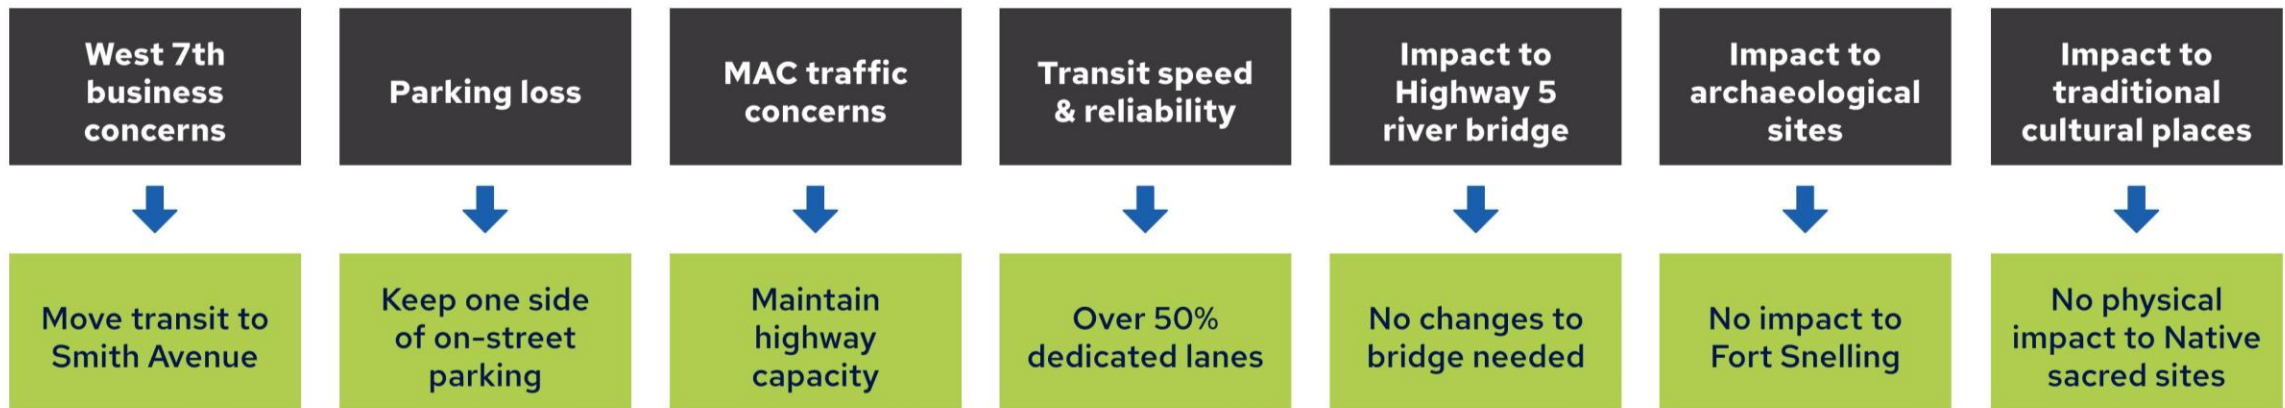 West 7th
business
concerns
Parking loss
MAC traffic
concerns
Transit speed
& reliability
Impact to
Highway 5
river bridge
Impact to
archaeological
sites
Impact to
traditional
cultural places
Move transit to
Smith Avenue
Keep one side
of on-street
parking
Maintain
highway
capacity
Over 50%
dedicated lanes
No changes to
bridge needed
No impact to
Fort Snelling
No physical
impact to Native
sacred sites